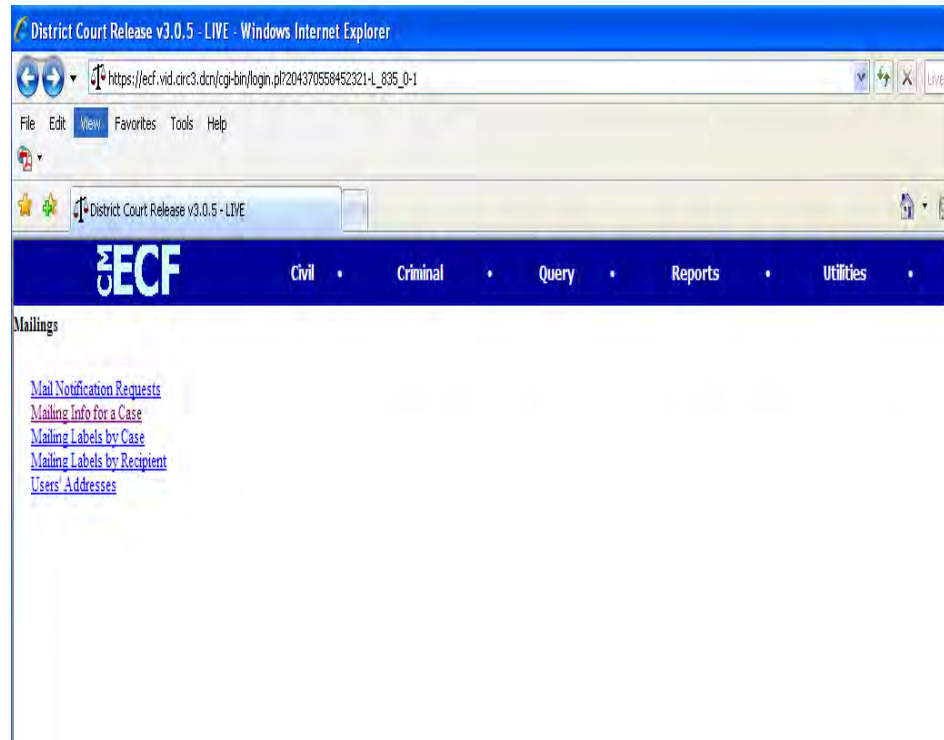 District Court Release v3.0.5 - LIVE - Windows Internet Explorer
https://ecf.vid.circ3.dcn/cgi-bin/login.pl?204370558452321-L_835_0-1
File Edit View Favorites Tools Help
District Court Release v3.0.5 - LIVE
CM ECF Civil • Criminal • Query • Reports • Utilities •
Mailings
Mail Notification Requests
Mailing Info for a Case
Mailing Labels by Case
Mailing Labels by Recipient
Users' Addresses